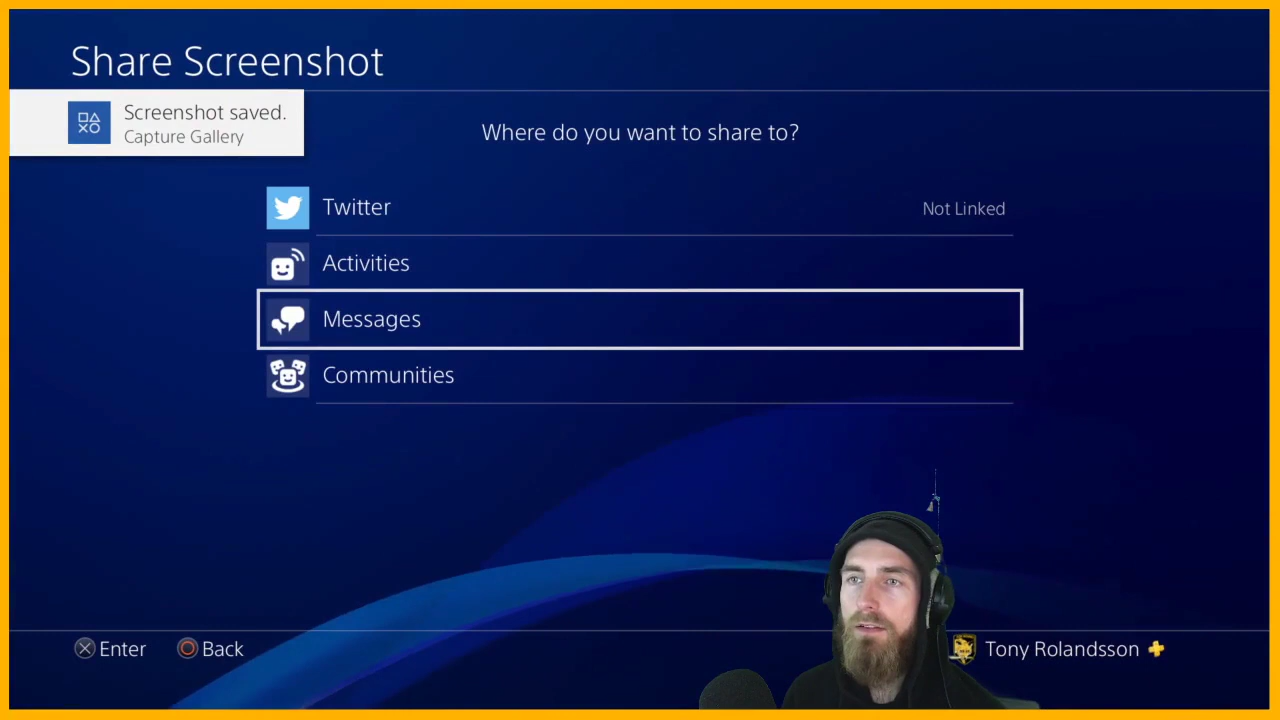 Share Screenshot
Screenshot saved.
Capture Gallery
Where do you want to share to?
Twitter
Not Linked
Activities
Messages
Communities
Enter
Back
Tony Rolandsson